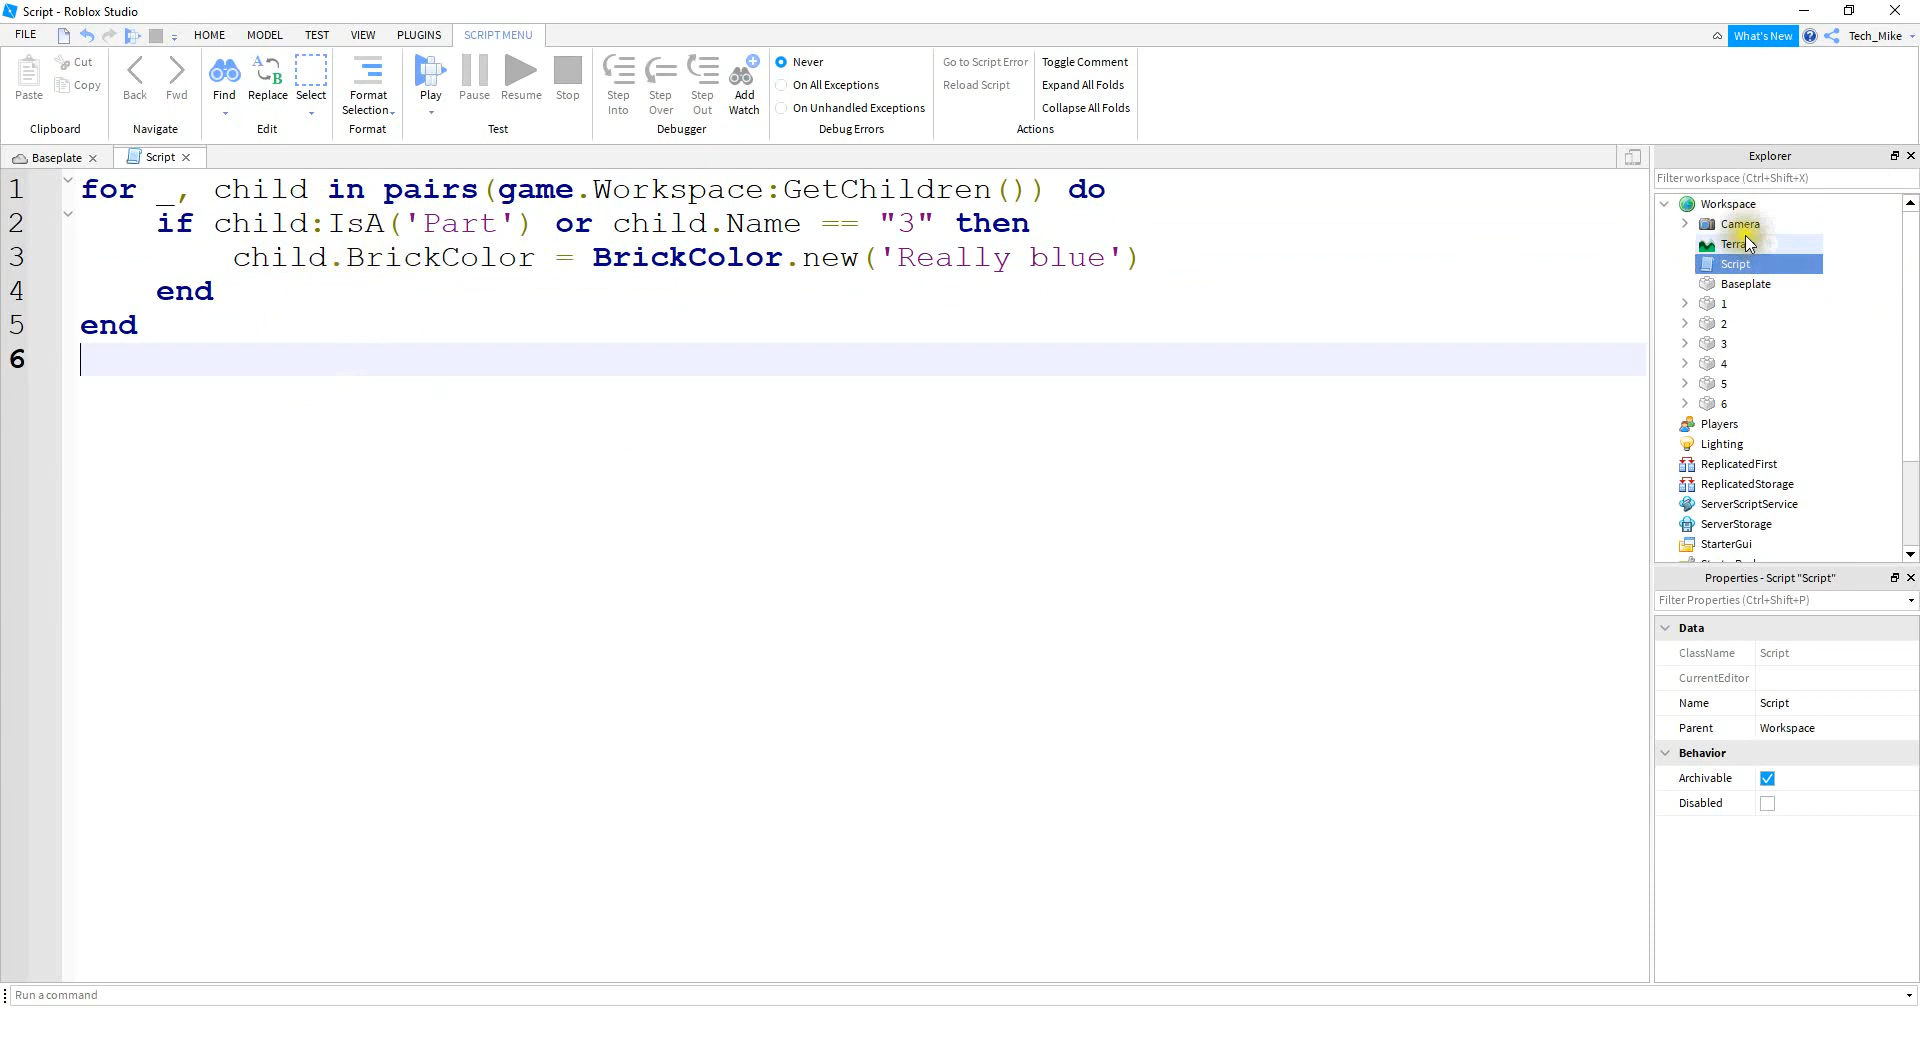 Script - Roblox Studio
FILE HOME MODEL TEST VIEW PLUGINS SCRIPT MENU What's New Tech_Mike
Paste Cut Copy
Clipboard
Back Fwd
Navigate
Find Replace Select
Edit
Format Selection
Format
Play Pause Resume Stop
Test
Step Into Step Over Step Out Add Watch
Debugger
Never
On All Exceptions
On Unhandled Exceptions
Debug Errors
Go to Script Error Toggle Comment
Reload Script Expand All Folds
Collapse All Folds
Actions
Baseplate Script
1 for _, child in pairs(game.Workspace:GetChildren()) do
2 if child:IsA('Part') or child.Name == "3" then
3 child.BrickColor = BrickColor.new('Really blue')
4 end
5 end
6
Explorer
Filter workspace (Ctrl+Shift+X)
Workspace
Camera
Script
Baseplate
1
2
3
4
5
6
Players
Lighting
ReplicatedFirst
ReplicatedStorage
ServerScriptService
ServerStorage
StarterGui
Properties - Script "Script"
Filter Properties (Ctrl+Shift+P)
Data
ClassName Script
CurrentEditor
Name Script
Parent Workspace
Behavior
Archivable
Disabled
Run a command